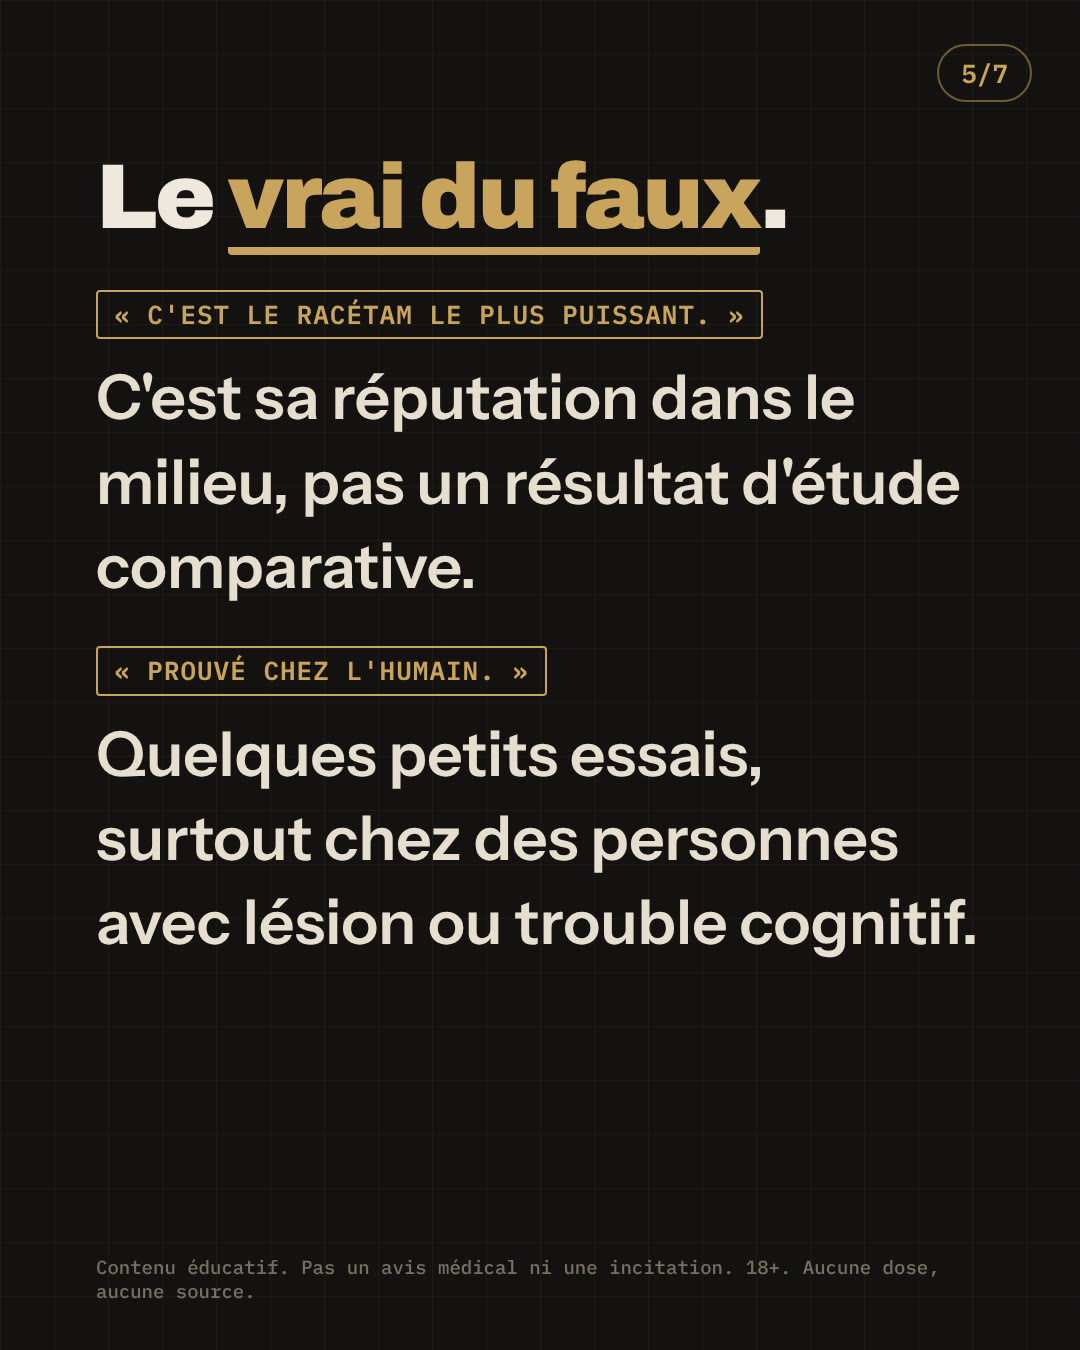 5/7
Le vrai du faux.
« C'EST LE RACÉTAM LE PLUS PUISSANT. »
C'est sa réputation dans le
milieu, pas un résultat d'étude
comparative.
« PROUVÉ CHEZ L'HUMAIN. »
Quelques petits essais,
surtout chez des personnes
avec lésion ou trouble cognitif.
Contenu éducatif. Pas un avis médical ni une incitation. 18+. Aucune dose,
aucune source.